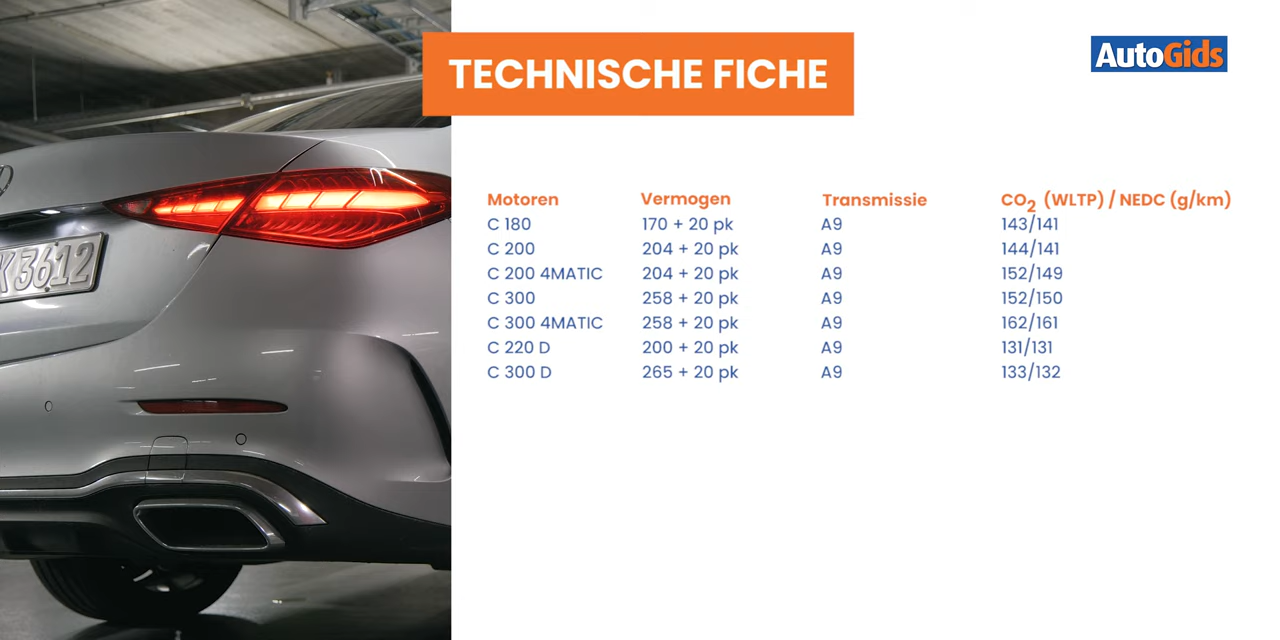 TECHNISCHE FICHE
AutoGids
Motoren Vermogen Transmissie CO2 (WLTP) / NEDC (g/km)
C 180 170 + 20 pk A9 143/141
C 200 204 + 20 pk A9 144/141
C 200 4MATIC 204 + 20 pk A9 152/149
C 300 258 + 20 pk A9 152/150
C 300 4MATIC 258 + 20 pk A9 162/161
C 220 D 200 + 20 pk A9 131/131
C 300 D 265 + 20 pk A9 133/132
K 3612